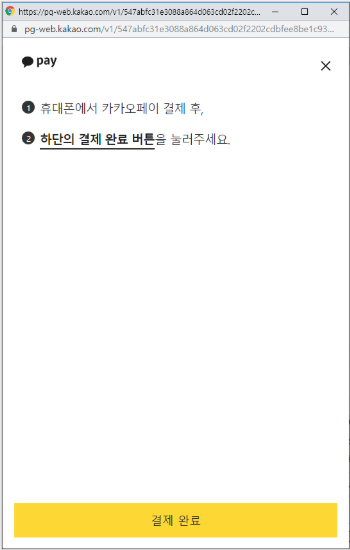 https://pg-web.kakao.com/v1/547abfc31e3088a864d063cd02f2202c...
pg-web.kakao.com/v1/547abfc31e3088a864d063cd02f2202cdbfee8be1c93...
pay
1 휴대폰에서 카카오페이 결제 후,
2 하단의 결제 완료 버튼을 눌러주세요.
결제 완료